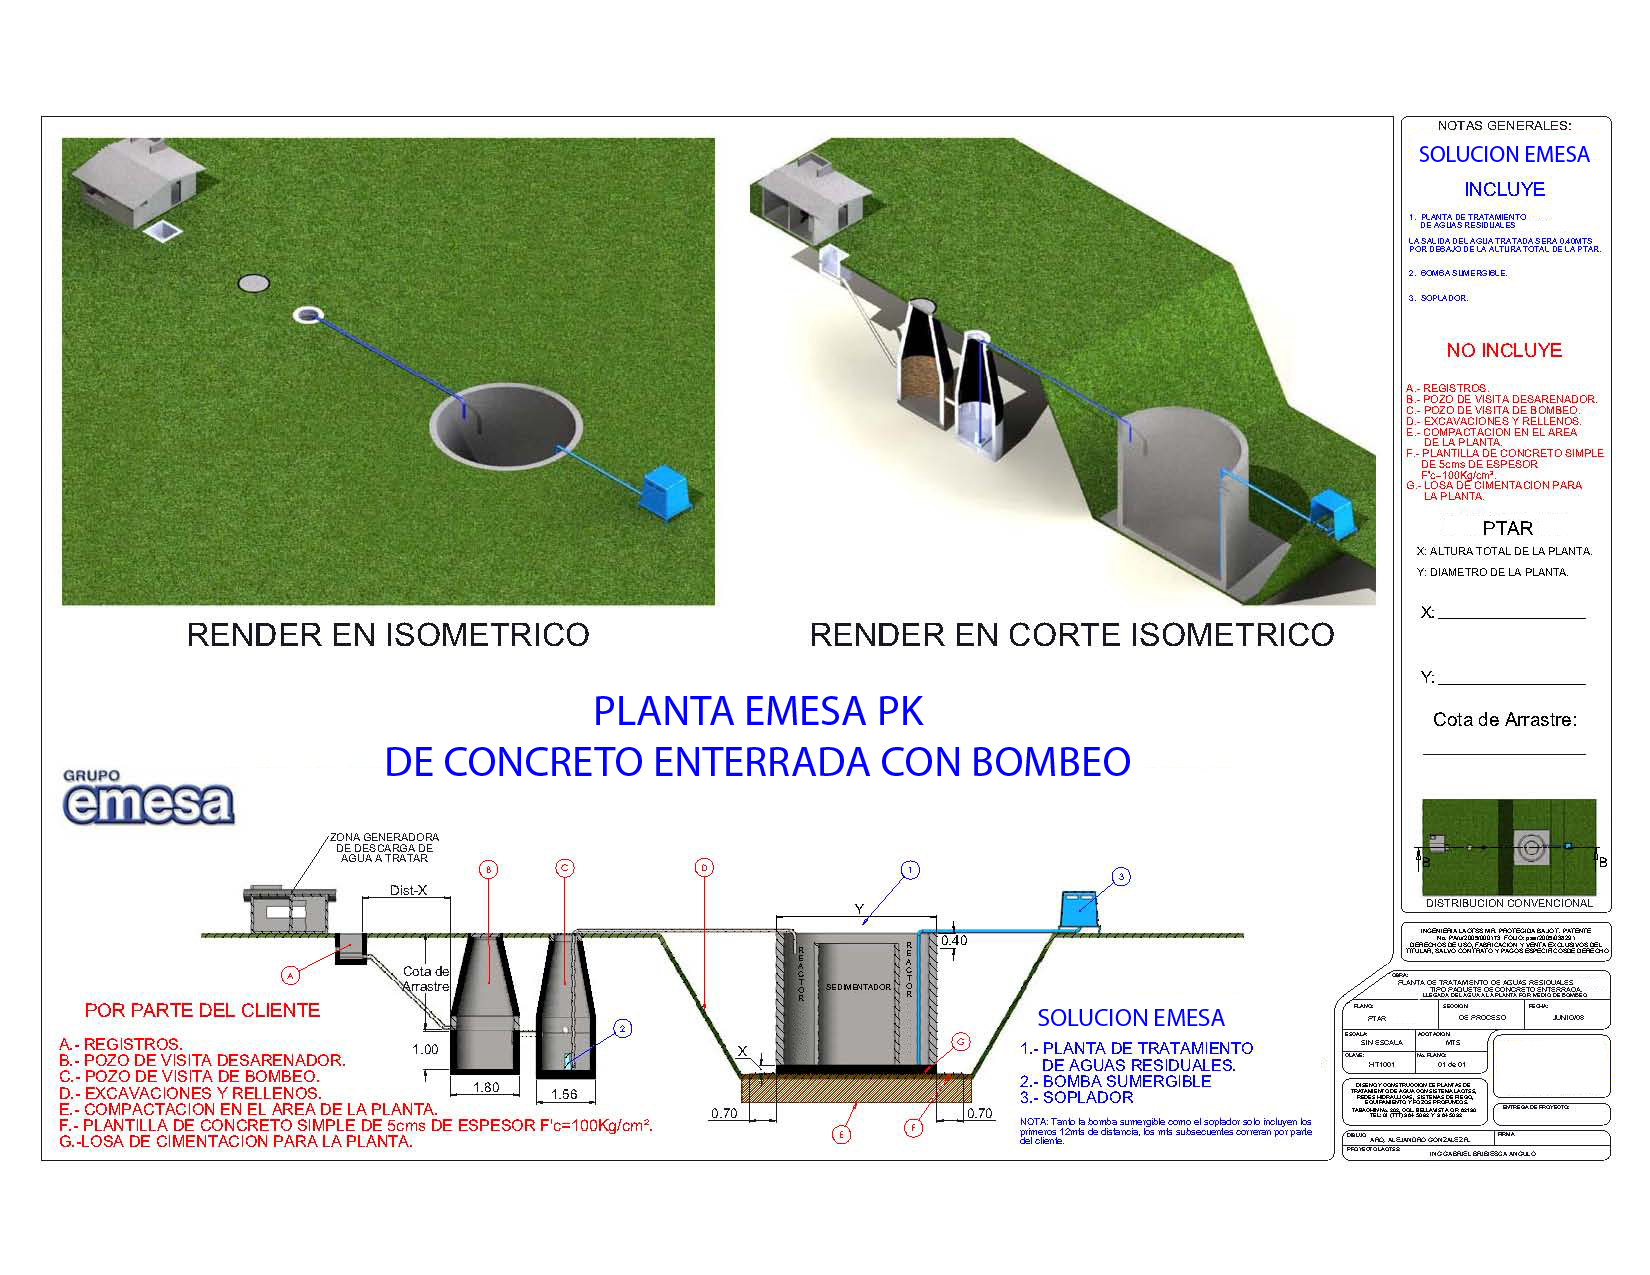 RENDER EN ISOMETRICO
RENDER EN CORTE ISOMETRICO
PLANTA EMESA PK
DE CONCRETO ENTERRADA CON BOMBEO
GRUPO
emesa
ZONA GENERADORA
DE DESCARGA DE
AGUA A TRATAR
Dist-X
B
C
D
1
3
Y
0.40
A
Cota de
Arrastre
REACTOR
SEDIMENTADOR
REACTOR
2
1.00
1.80
1.56
X
G
0.70
0.70
E
F
POR PARTE DEL CLIENTE
A.- REGISTROS.
B.- POZO DE VISITA DESARENADOR.
C.- POZO DE VISITA DE BOMBEO.
D.- EXCAVACIONES Y RELLENOS.
E.- COMPACTACION EN EL AREA DE LA PLANTA.
F.- PLANTILLA DE CONCRETO SIMPLE DE 5cms DE ESPESOR F'c=100Kg/cm².
G.-LOSA DE CIMENTACION PARA LA PLANTA.
SOLUCION EMESA
1.- PLANTA DE TRATAMIENTO
DE AGUAS RESIDUALES.
2.- BOMBA SUMERGIBLE
3.- SOPLADOR
NOTA: Tanto la bomba sumergible como el soplador solo incluyen los
primeros 12mts de distancia, los mts subsecuentes correran por parte
del cliente.
NOTAS GENERALES:
SOLUCION EMESA
INCLUYE
1. PLANTA DE TRATAMIENTO
DE AGUAS RESIDUALES
LA SALIDA DEL AGUA TRATADA SERA 0.40MTS
POR DEBAJO DE LA ALTURA TOTAL DE LA PTAR.
2. BOMBA SUMERGIBLE.
3. SOPLADOR.
NO INCLUYE
A.- REGISTROS.
B.- POZO DE VISITA DESARENADOR.
C.- POZO DE VISITA DE BOMBEO.
D.- EXCAVACIONES Y RELLENOS.
E.- COMPACTACION EN EL AREA
DE LA PLANTA.
F.- PLANTILLA DE CONCRETO SIMPLE
DE 5cms DE ESPESOR
F'c=100Kg/cm².
G.- LOSA DE CIMENTACION PARA
LA PLANTA.
PTAR
X: ALTURA TOTAL DE LA PLANTA.
Y: DIAMETRO DE LA PLANTA.
X:
Y:
Cota de Arrastre:
B
B
DISTRIBUCION CONVENCIONAL
DERECHOS DE USO, FABRICACION Y VENTA EXCLUSIVOS DEL
TITULAR, SALVO CONTRATO Y PAGOS ESPECIFICOS DE DERECHO
OBRA:
PLANTA DE TRATAMIENTO DE AGUAS RESIDUALES
TIPO PAQUETE DE CONCRETO ENTERRADA
LLEGADA DEL AGUA A LA PLANTA POR MEDIO DE BOMBEO
PLANO:
SECCION:
FECHA:
PTAR
DE PROCESO
JUNIO/08
ESCALA:
ACOTACION:
SIN ESCALA
MTS
CLAVE:
No. PLANO:
HT1001
01 de 01
DISEÑO Y CONSTRUCCION DE PLANTAS DE
TRATAMIENTO DE AGUA CON SISTEMA LAOTSS,
REDES HIDRAULICAS, SISTEMAS DE RIEGO,
EQUIPAMIENTO Y POZOS PROFUNDOS.
ENTREGA DE PROYECTO:
DIBUJO:
ARQ. ALEJANDRO GONZALEZ R.
FIRMA:
PROYECTO LAOTSS:
ING GABRIEL BRIBIESCA ANGULO